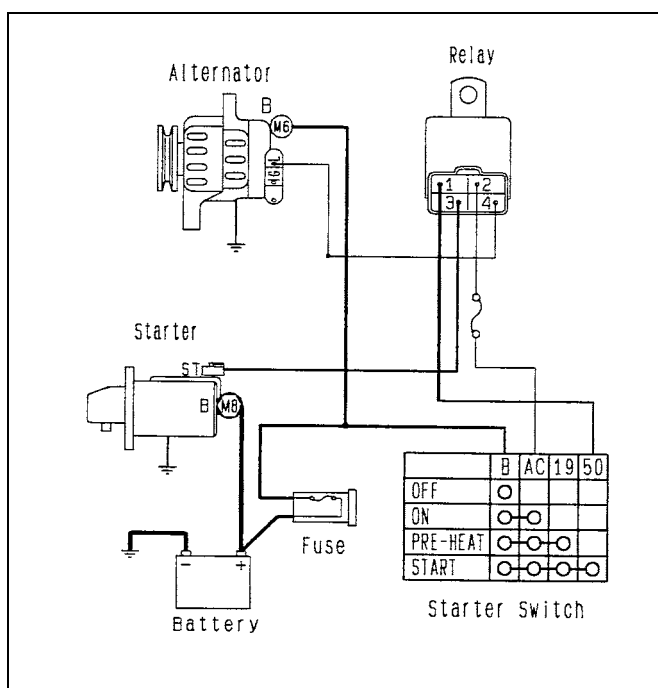 Relay
Alternator
B
M6
L
IG
1 2
3 4
Starter
ST
B M8
B AC 19 50
OFF
ON
PRE-HEAT
START
Fuse
Starter Switch
- +
Battery